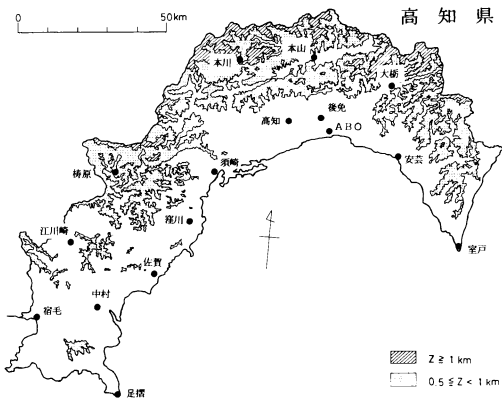 高知県
0 50km
本川
本山
大栃
高知
後免
ABO
須崎
安芸
梼原
窪川
江川崎
室戸
佐賀
中村
宿毛
足摺
Z ≧ 1 km
0.5 ≦ Z < 1 km